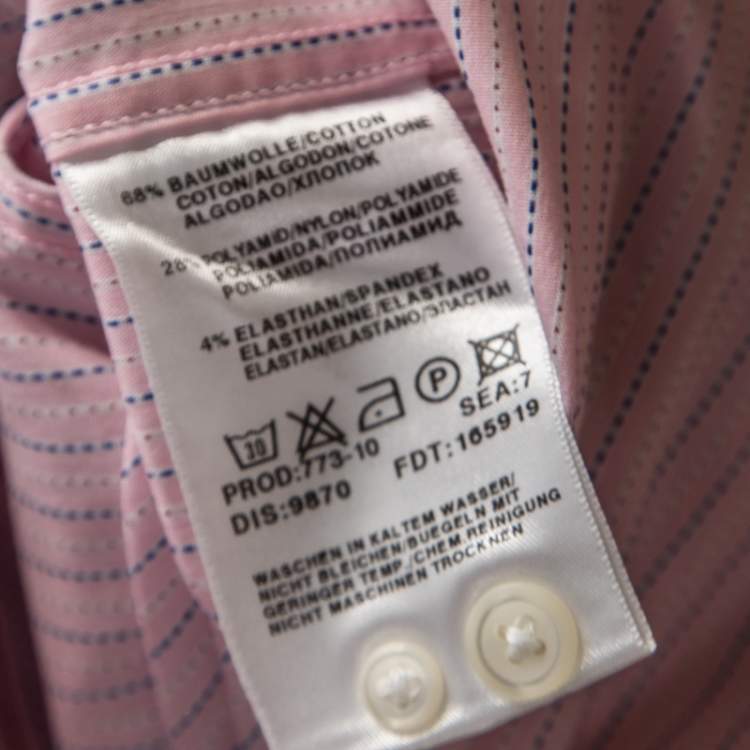 68% BAUMWOLLE/COTTON
COTON/ALGODON/COTONE
ALGODAO/ХЛОПОК
28% POLYAMID/NYLON/POLYAMIDE
POLIAMIDA/POLIAMMIDE
POLIAMIDA/ПОЛИАМИД
4% ELASTHAN/SPANDEX
ELASTHANNE/ELASTANO
ELASTAN/ELASTANO/ЭЛАСТАН
30
P
SEA:7
PROD:773-10
FDT:165919
DIS:9870
WASCHEN IN KALTEM WASSER/
NICHT BLEICHEN/BUEGELN MIT
GERINGER TEMP./CHEM.REINIGUNG
NICHT MASCHINEN TROCKNEN